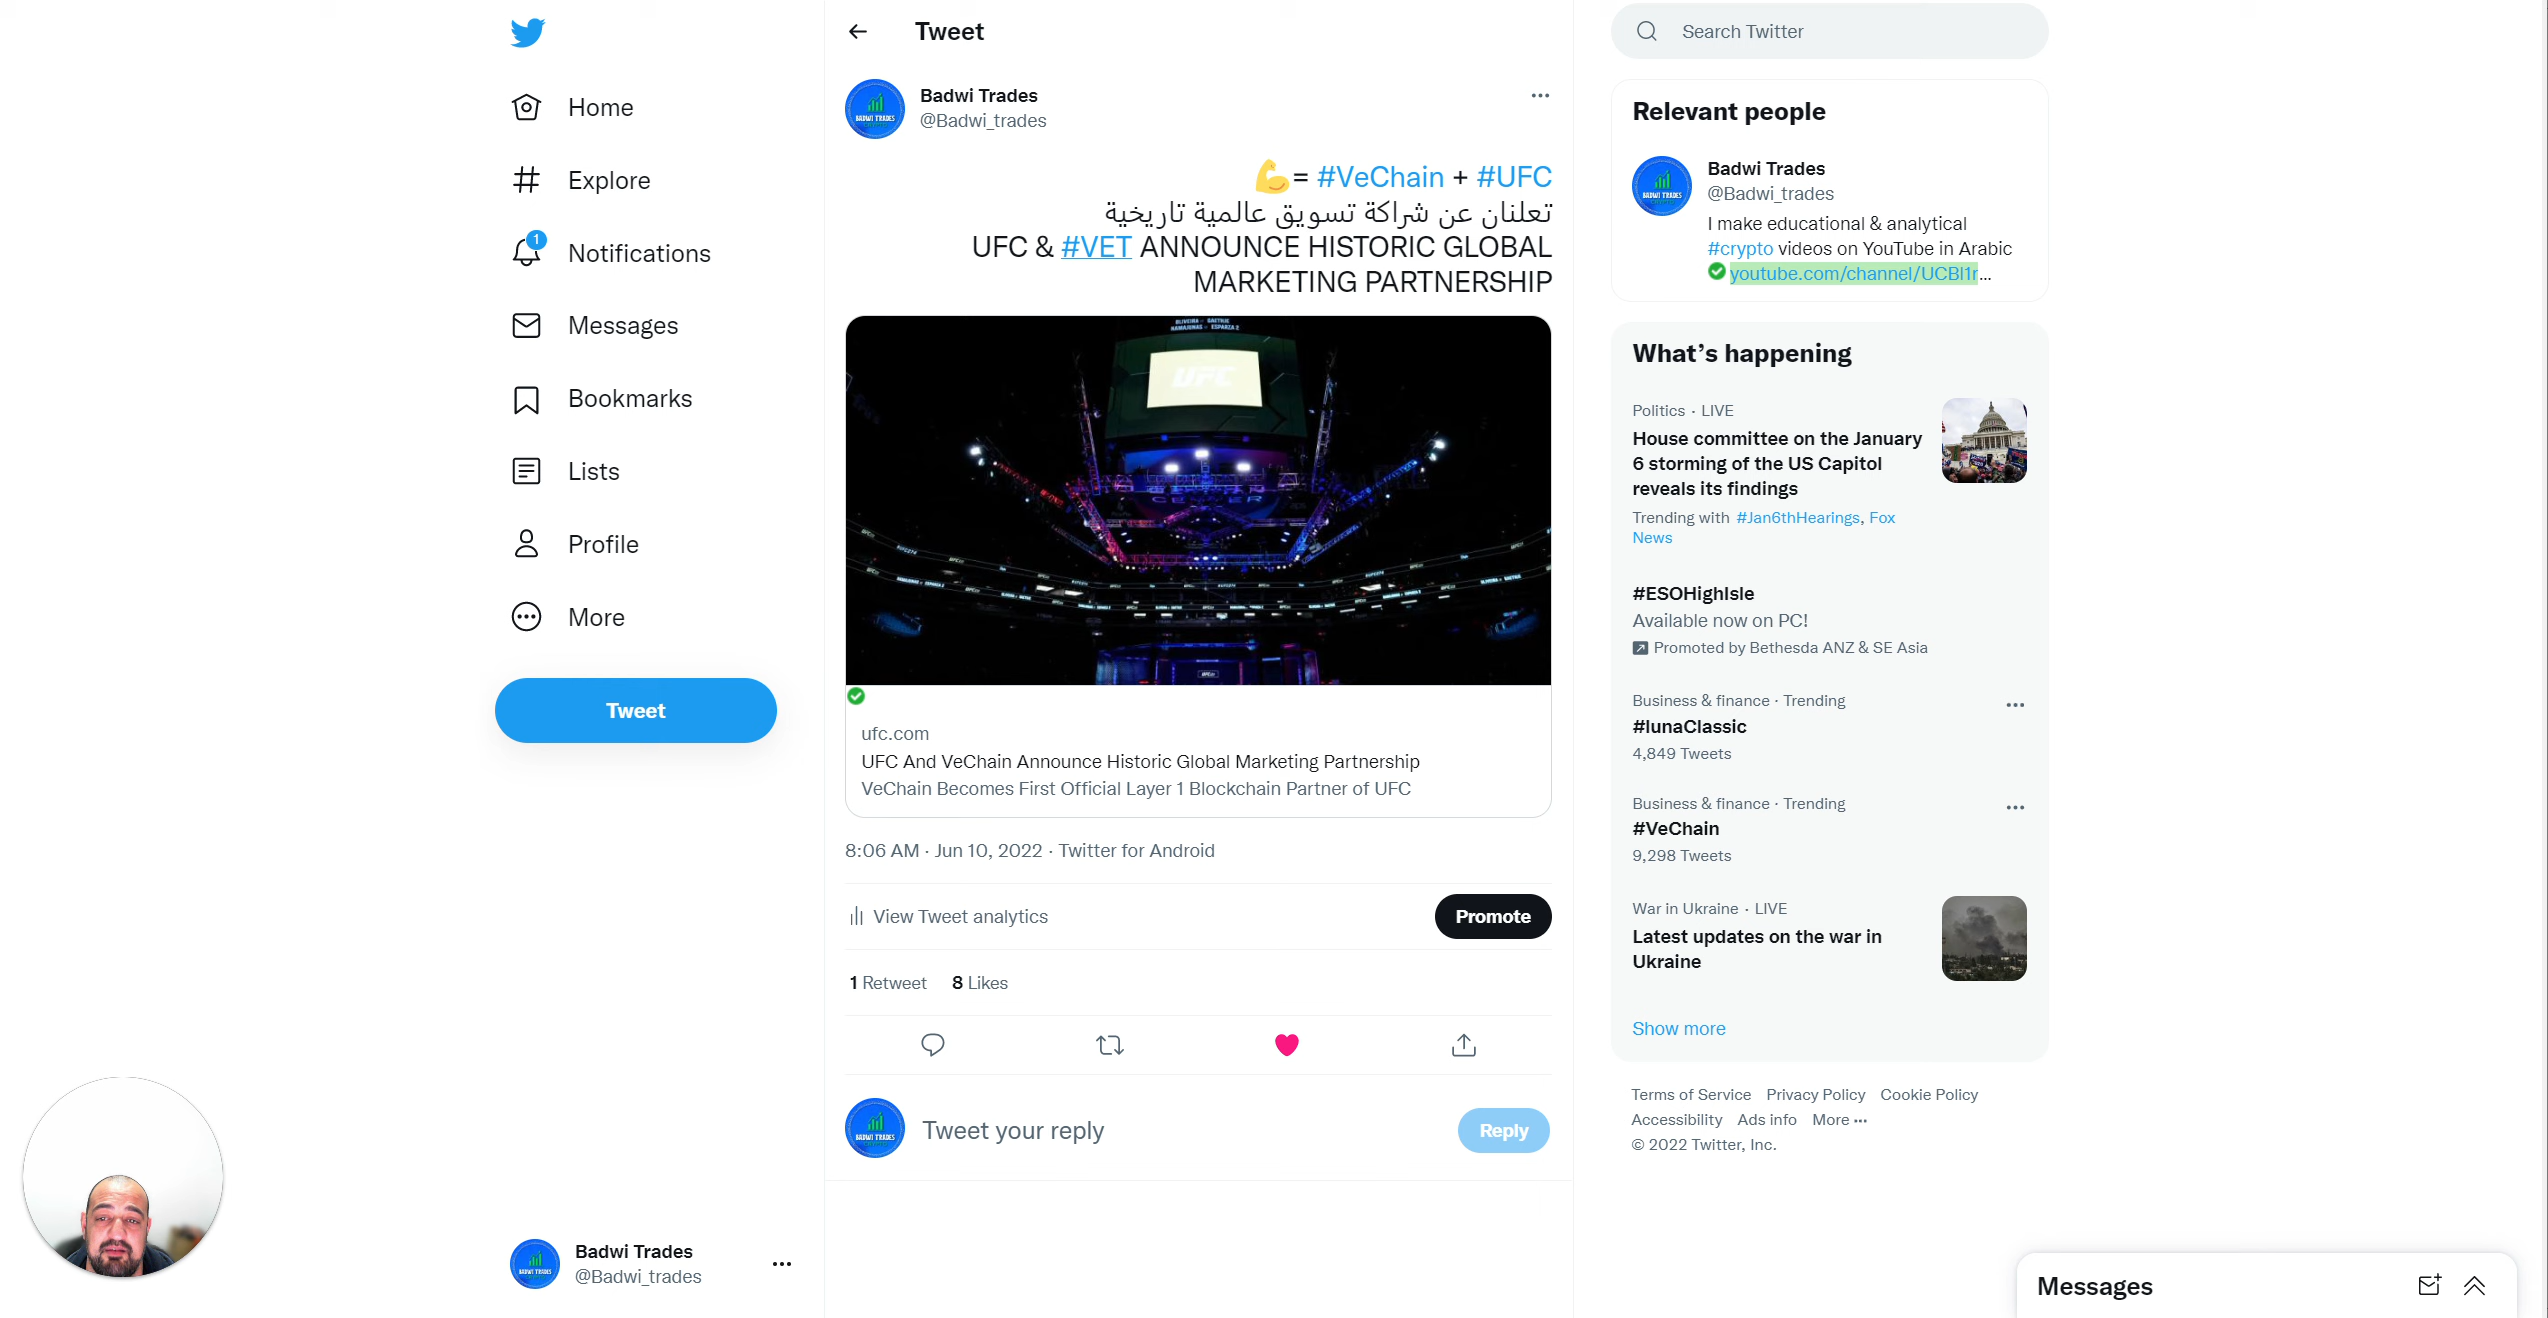 Home
Explore
1
Notifications
Messages
Bookmarks
Lists
Profile
More
Tweet
Badwi Trades
@Badwi_trades
Tweet
Badwi Trades
@Badwi_trades
💪= #VeChain + #UFC
تعلنان عن شراكة تسويق عالمية تاريخية
UFC & #VET ANNOUNCE HISTORIC GLOBAL
MARKETING PARTNERSHIP
UFC
ufc.com
UFC And VeChain Announce Historic Global Marketing Partnership
VeChain Becomes First Official Layer 1 Blockchain Partner of UFC
8:06 AM · Jun 10, 2022 · Twitter for Android
View Tweet analytics
Promote
1 Retweet 8 Likes
BADWI TRADES
Tweet your reply
Reply
Search Twitter
Relevant people
Badwi Trades
@Badwi_trades
I make educational & analytical
#crypto videos on YouTube in Arabic
youtube.com/channel/UCBl1r...
What's happening
Politics · LIVE
House committee on the January
6 storming of the US Capitol
reveals its findings
Trending with #Jan6thHearings, Fox
News
#ESOHighIsle
Available now on PC!
Promoted by Bethesda ANZ & SE Asia
Business & finance · Trending
#lunaClassic
4,849 Tweets
Business & finance · Trending
#VeChain
9,298 Tweets
War in Ukraine · LIVE
Latest updates on the war in
Ukraine
Show more
Terms of Service Privacy Policy Cookie Policy
Accessibility Ads info More ···
© 2022 Twitter, Inc.
Messages